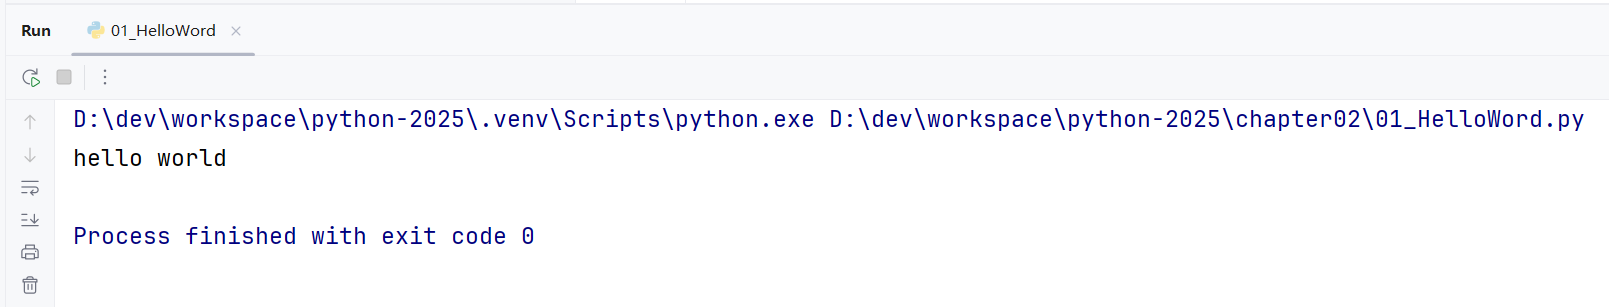 Run 01_HelloWord
D:\dev\workspace\python-2025\.venv\Scripts\python.exe D:\dev\workspace\python-2025\chapter02\01_HelloWord.py
hello world
Process finished with exit code 0